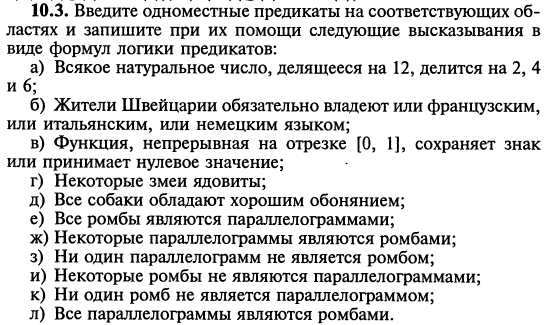 10.3. Введите одноместные предикаты на соответствующих об-
ластях и запишите при их помощи следующие высказывания в
виде формул логики предикатов:
а) Всякое натуральное число, делящееся на 12, делится на 2, 4
и 6;
б) Жители Швейцарии обязательно владеют или французским,
или итальянским, или немецким языком;
в) Функция, непрерывная на отрезке [0, 1], сохраняет знак
или принимает нулевое значение;
г) Некоторые змеи ядовиты;
д) Все собаки обладают хорошим обонянием;
е) Все ромбы являются параллелограммами;
ж) Некоторые параллелограммы являются ромбами;
з) Ни один параллелограмм не является ромбом;
и) Некоторые ромбы не являются параллелограммами;
к) Ни один ромб не является параллелограммом;
л) Все параллелограммы являются ромбами.